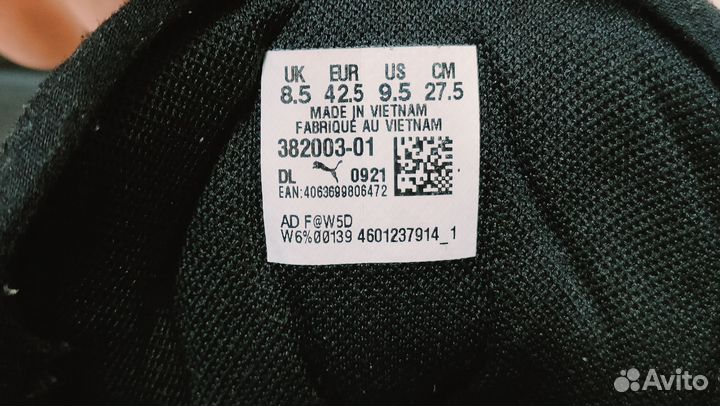 UK EUR US CM
8.5 42.5 9.5 27.5
MADE IN VIETNAM
FABRIQUÉ AU VIETNAM
382003-01
DL 0921
EAN:4063699806472
AD F@W5D
W6%00139 4601237914_1
Avito